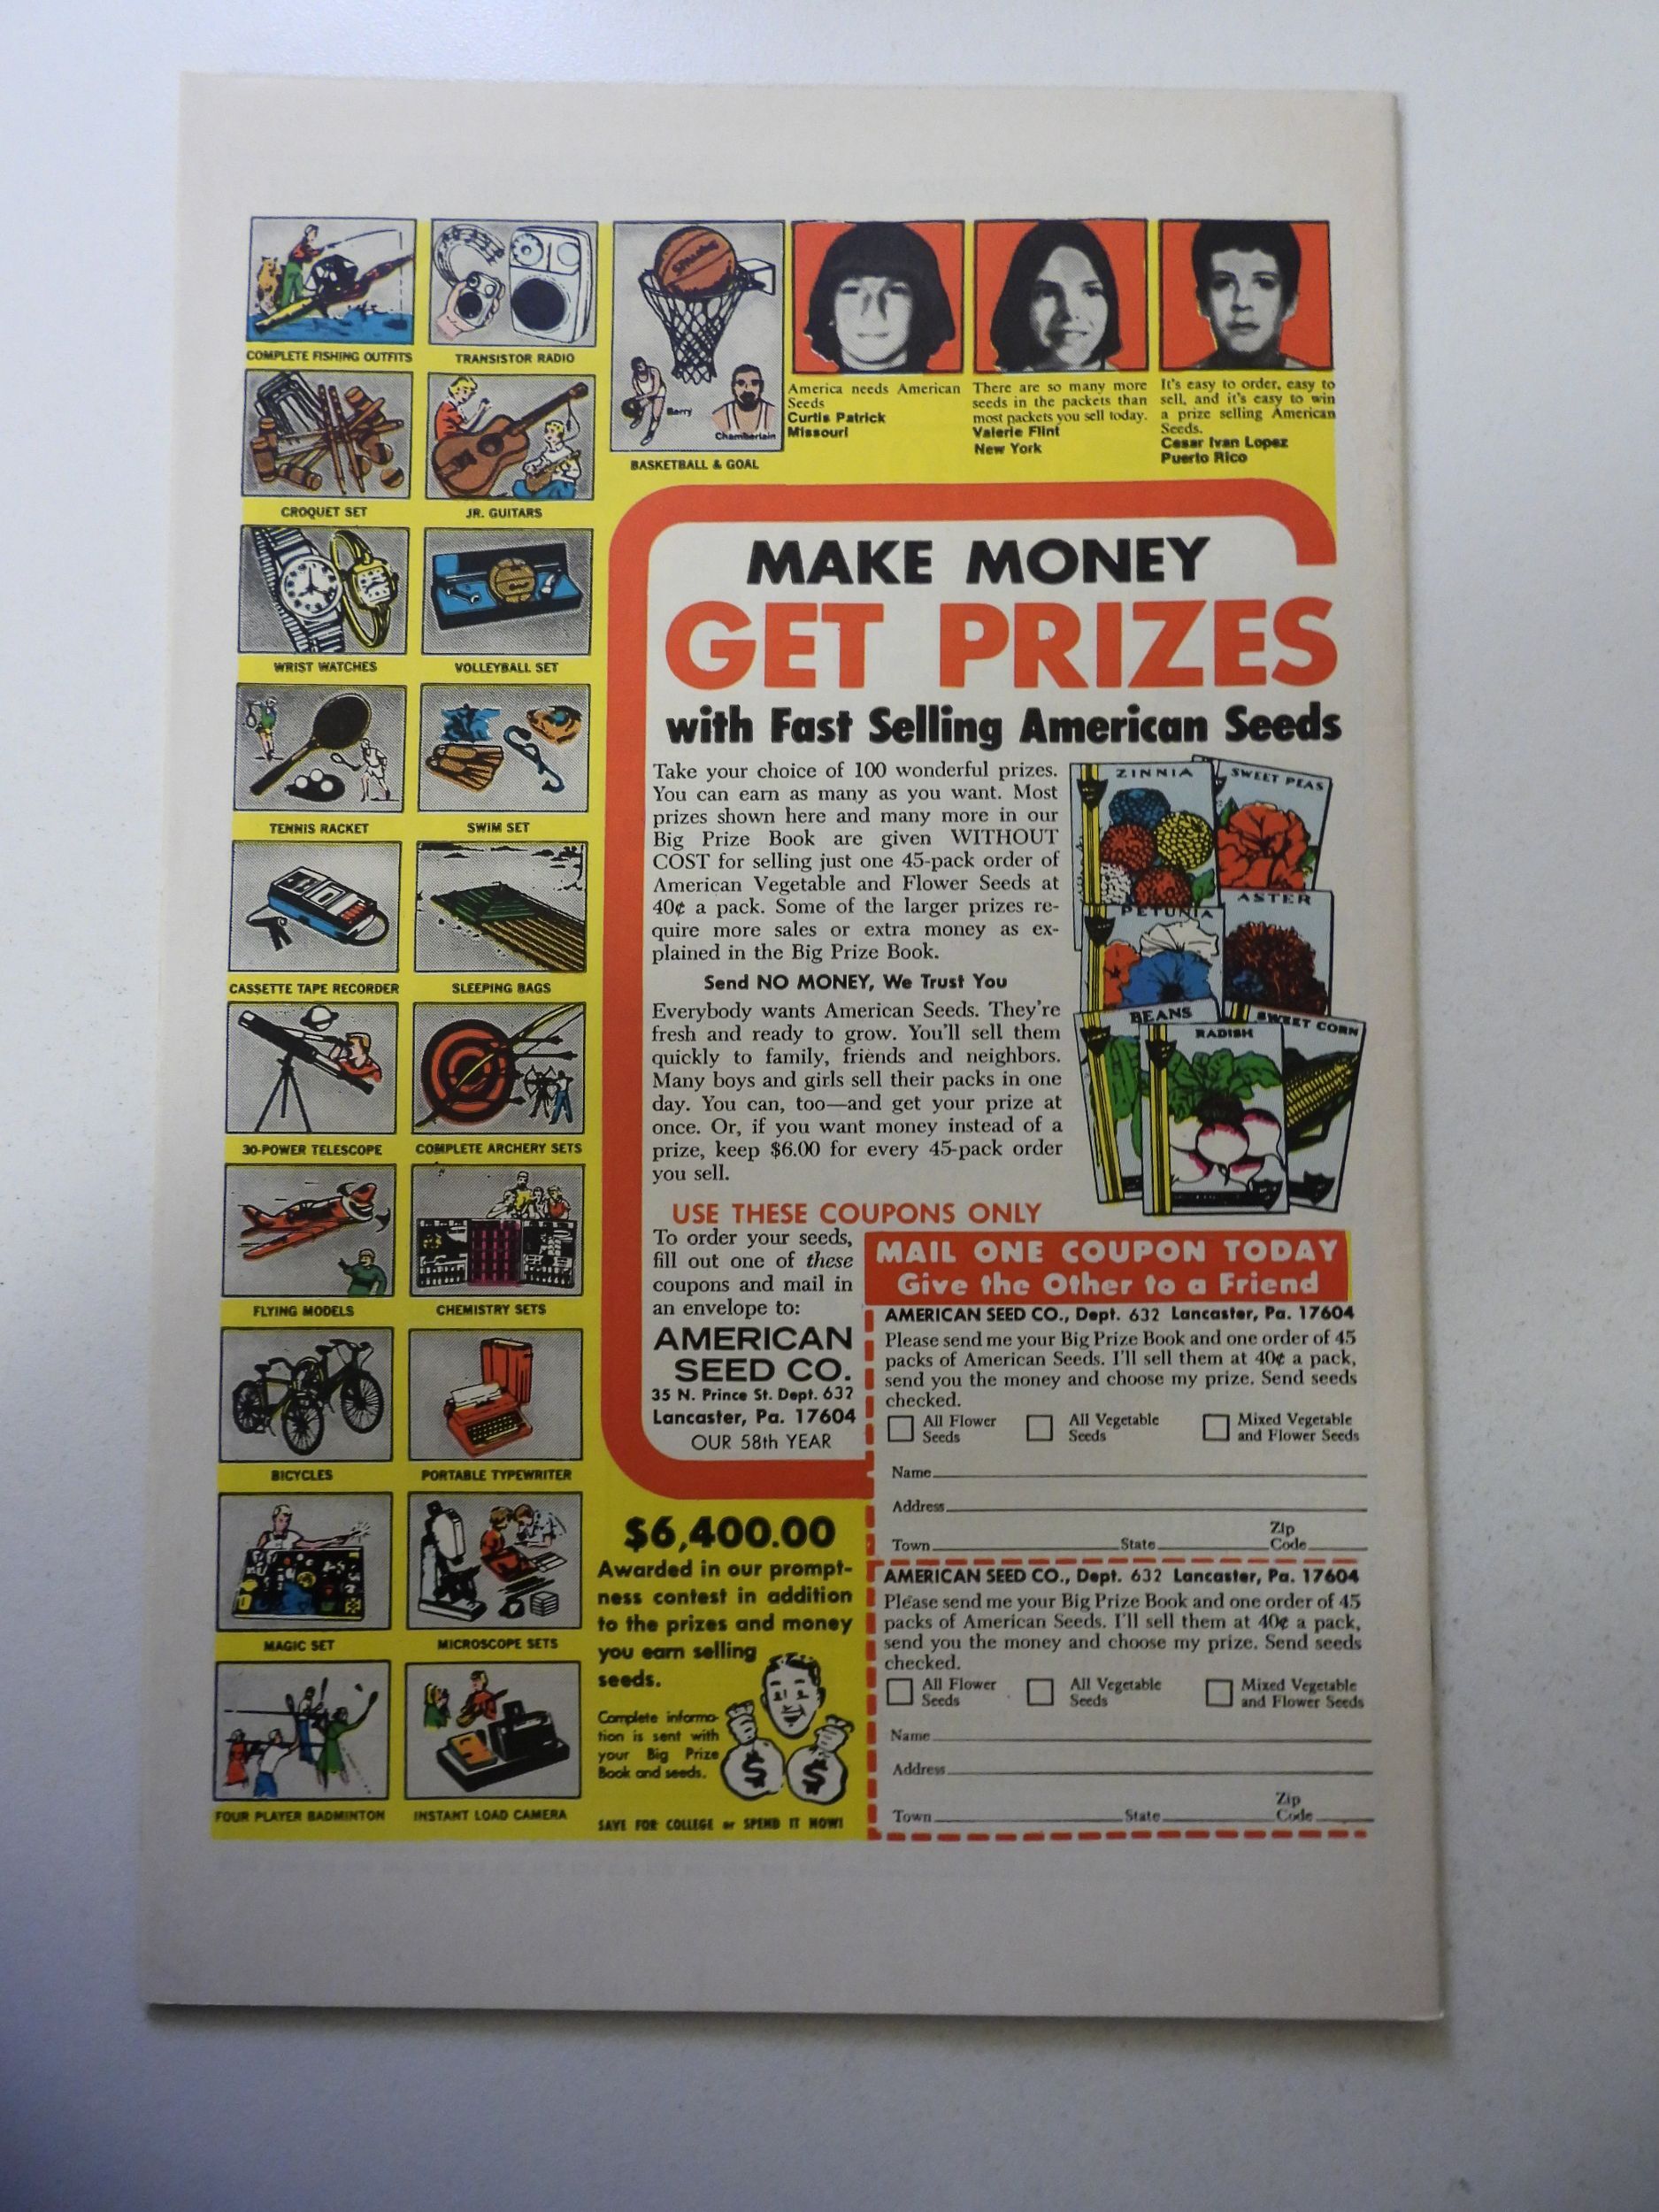 COMPLETE FISHING OUTFITS
TRANSISTOR RADIO
Spalding
Barry
Chamberlain
BASKETBALL & GOAL
America needs American
Seeds
Curtis Patrick
Missouri
There are so many more
seeds in the packets than
most packets you sell today.
Valerie Flint
New York
It's easy to order, easy to
sell, and it's easy to win
a prize selling American
Seeds.
Cesar Ivan Lopez
Puerto Rico
CROQUET SET
JR. GUITARS
WRIST WATCHES
VOLLEYBALL SET
TENNIS RACKET
SWIM SET
CASSETTE TAPE RECORDER
SLEEPING BAGS
30-POWER TELESCOPE
COMPLETE ARCHERY SETS
FLYING MODELS
CHEMISTRY SETS
BICYCLES
PORTABLE TYPEWRITER
MAGIC SET
MICROSCOPE SETS
FOUR PLAYER BADMINTON
INSTANT LOAD CAMERA
MAKE MONEY
GET PRIZES
with Fast Selling American Seeds
Take your choice of 100 wonderful prizes.
You can earn as many as you want. Most
prizes shown here and many more in our
Big Prize Book are given WITHOUT
COST for selling just one 45-pack order of
American Vegetable and Flower Seeds at
40¢ a pack. Some of the larger prizes re-
quire more sales or extra money as ex-
plained in the Big Prize Book.
Send NO MONEY, We Trust You
Everybody wants American Seeds. They're
fresh and ready to grow. You'll sell them
quickly to family, friends and neighbors.
Many boys and girls sell their packs in one
day. You can, too—and get your prize at
once. Or, if you want money instead of a
prize, keep $6.00 for every 45-pack order
you sell.
ZINNIA
SWEET PEAS
PETUNIA
ASTER
BEANS
RADISH
SWEET CORN
USE THESE COUPONS ONLY
To order your seeds,
fill out one of these
coupons and mail in
an envelope to:
AMERICAN
SEED CO.
35 N. Prince St. Dept. 632
Lancaster, Pa. 17604
OUR 58th YEAR
MAIL ONE COUPON TODAY
Give the Other to a Friend
AMERICAN SEED CO., Dept. 632 Lancaster, Pa. 17604
Please send me your Big Prize Book and one order of 45
packs of American Seeds. I'll sell them at 40¢ a pack,
send you the money and choose my prize. Send seeds
checked.
All Flower
Seeds
All Vegetable
Seeds
Mixed Vegetable
and Flower Seeds
Name
Address
Town State Zip
Code
AMERICAN SEED CO., Dept. 632 Lancaster, Pa. 17604
Please send me your Big Prize Book and one order of 45
packs of American Seeds. I'll sell them at 40¢ a pack,
send you the money and choose my prize. Send seeds
checked.
All Flower
Seeds
All Vegetable
Seeds
Mixed Vegetable
and Flower Seeds
Name
Address
Town State Zip
Code
$6,400.00
Awarded in our prompt-
ness contest in addition
to the prizes and money
you earn selling
seeds.
Complete informa-
tion is sent with
your Big Prize
Book and seeds.
$ $
SAVE FOR COLLEGE or SPEND IT NOW!